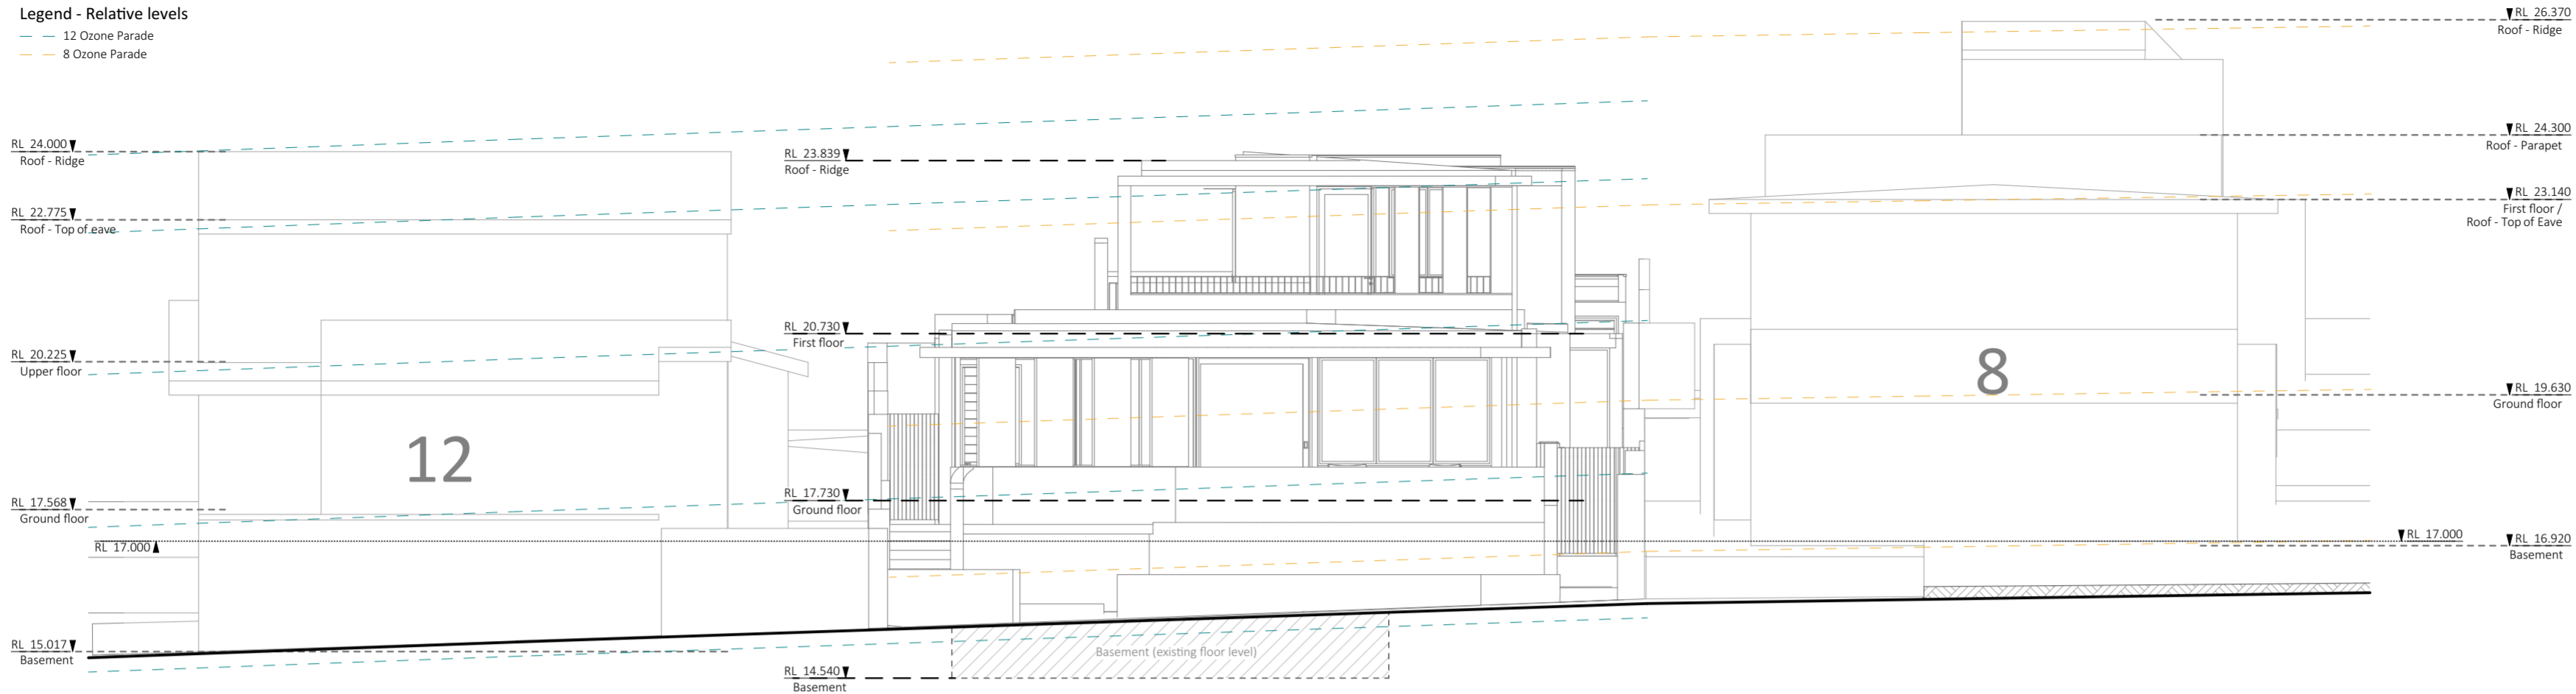 Legend - Relative levels
12 Ozone Parade
8 Ozone Parade
RL 24.000
Roof - Ridge
RL 22.775
Roof - Top of eave
RL 20.225
Upper floor
RL 17.568
Ground floor
RL 17.000
RL 15.017
Basement
12
RL 23.839
Roof - Ridge
RL 20.730
First floor
RL 17.730
Ground floor
RL 14.540
Basement
Basement (existing floor level)
8
RL 26.370
Roof - Ridge
RL 24.300
Roof - Parapet
RL 23.140
First floor /
Roof - Top of Eave
RL 19.630
Ground floor
RL 17.000
RL 16.920
Basement